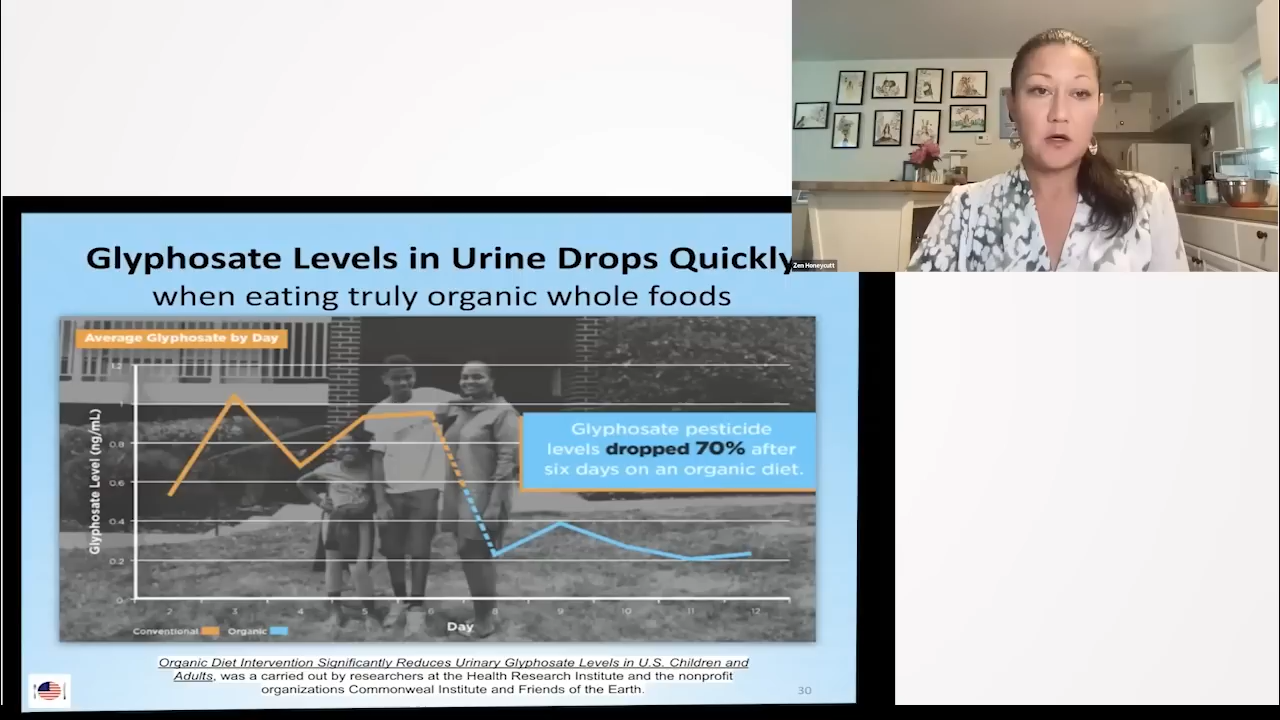 Zen Honeycutt
Glyphosate Levels in Urine Drops Quickly
when eating truly organic whole foods
Average Glyphosate by Day
Glyphosate Level (ng/mL)
1.2
1
0.8
0.6
0.4
0.2
0
Glyphosate pesticide
levels dropped 70% after
six days on an organic diet.
2 3 4 5 6 8 9 10 11 12
Day
Conventional Organic
Organic Diet Intervention Significantly Reduces Urinary Glyphosate Levels in U.S. Children and
Adults, was a carried out by researchers at the Health Research Institute and the nonprofit
organizations Commonweal Institute and Friends of the Earth.
30